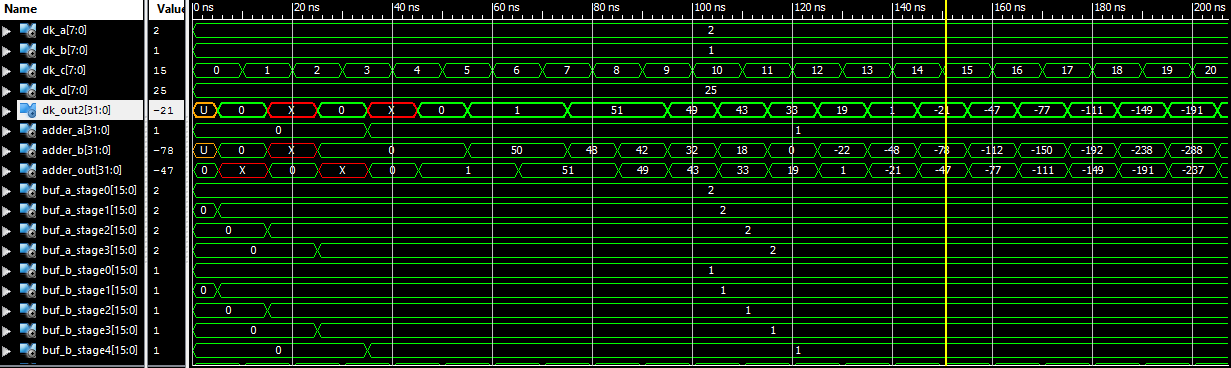 Name Value 0 ns 20 ns 40 ns 60 ns 80 ns 100 ns 120 ns 140 ns 160 ns 180 ns 200 ns
dk_a[7:0] 2 2
dk_b[7:0] 1 1
dk_c[7:0] 15 0 1 2 3 4 5 6 7 8 9 10 11 12 13 14 15 16 17 18 19 20
dk_d[7:0] 25 25
dk_out2[31:0] -21 U 0 X 0 X 0 1 51 49 43 33 19 1 -21 -47 -77 -111 -149 -191
adder_a[31:0] 1 0 1
adder_b[31:0] -78 U 0 X 0 50 48 42 32 18 0 -22 -48 -78 -112 -150 -192 -238 -288
adder_out[31:0] -47 0 X 0 X 0 1 51 49 43 33 19 1 -21 -47 -77 -111 -149 -191 -237
buf_a_stage0[15:0] 2 2
buf_a_stage1[15:0] 2 0 2
buf_a_stage2[15:0] 2 0 2
buf_a_stage3[15:0] 2 0 2
buf_b_stage0[15:0] 1 1
buf_b_stage1[15:0] 1 0 1
buf_b_stage2[15:0] 1 0 1
buf_b_stage3[15:0] 1 0 1
buf_b_stage4[15:0] 1 0 1